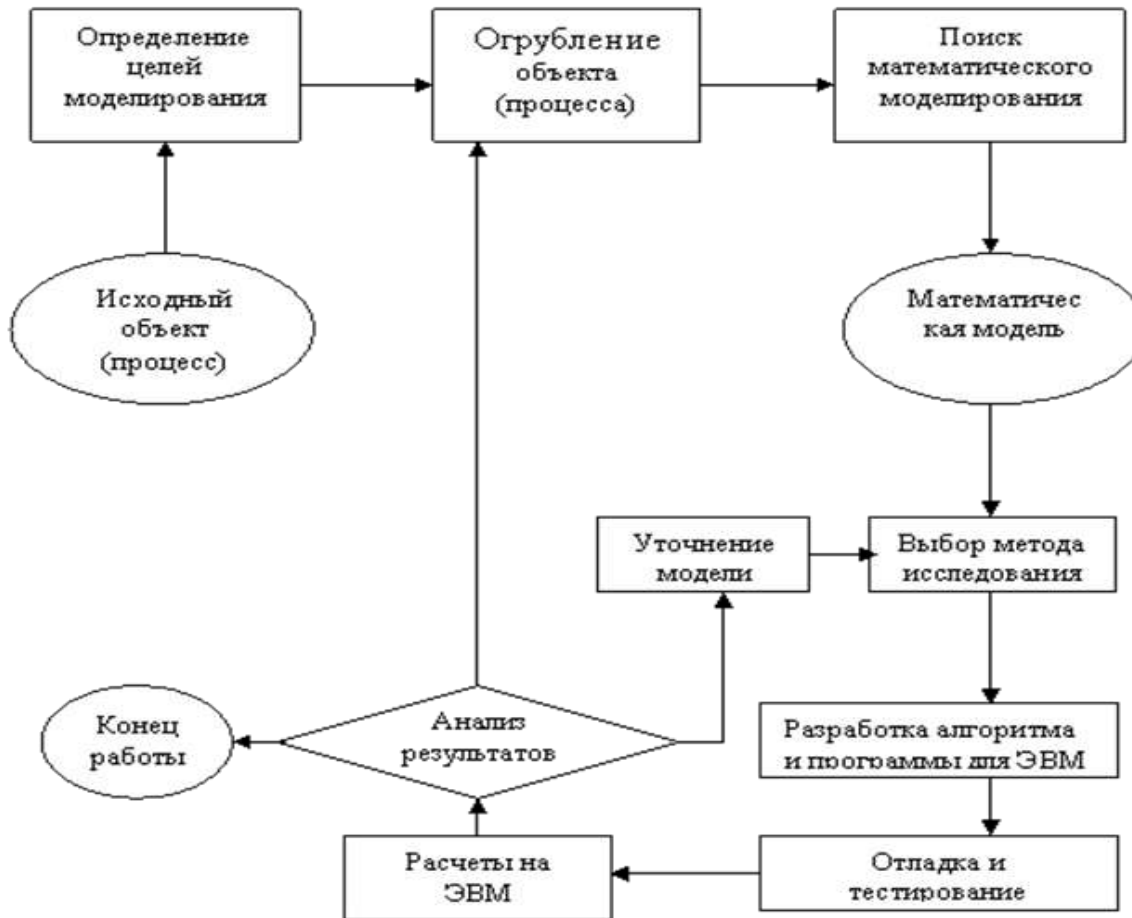 Определение
целей
моделирования
Огрубление
объекта
(процесса)
Поиск
математического
моделирования
Исходный
объект
(процесс)
Математичес
кая модель
Уточнение
модели
Выбор метода
исследования
Конец
работы
Анализ
результатов
Разработка алгоритма
и программы для ЭВМ
Расчеты на
ЭВМ
Отладка и
тестирование